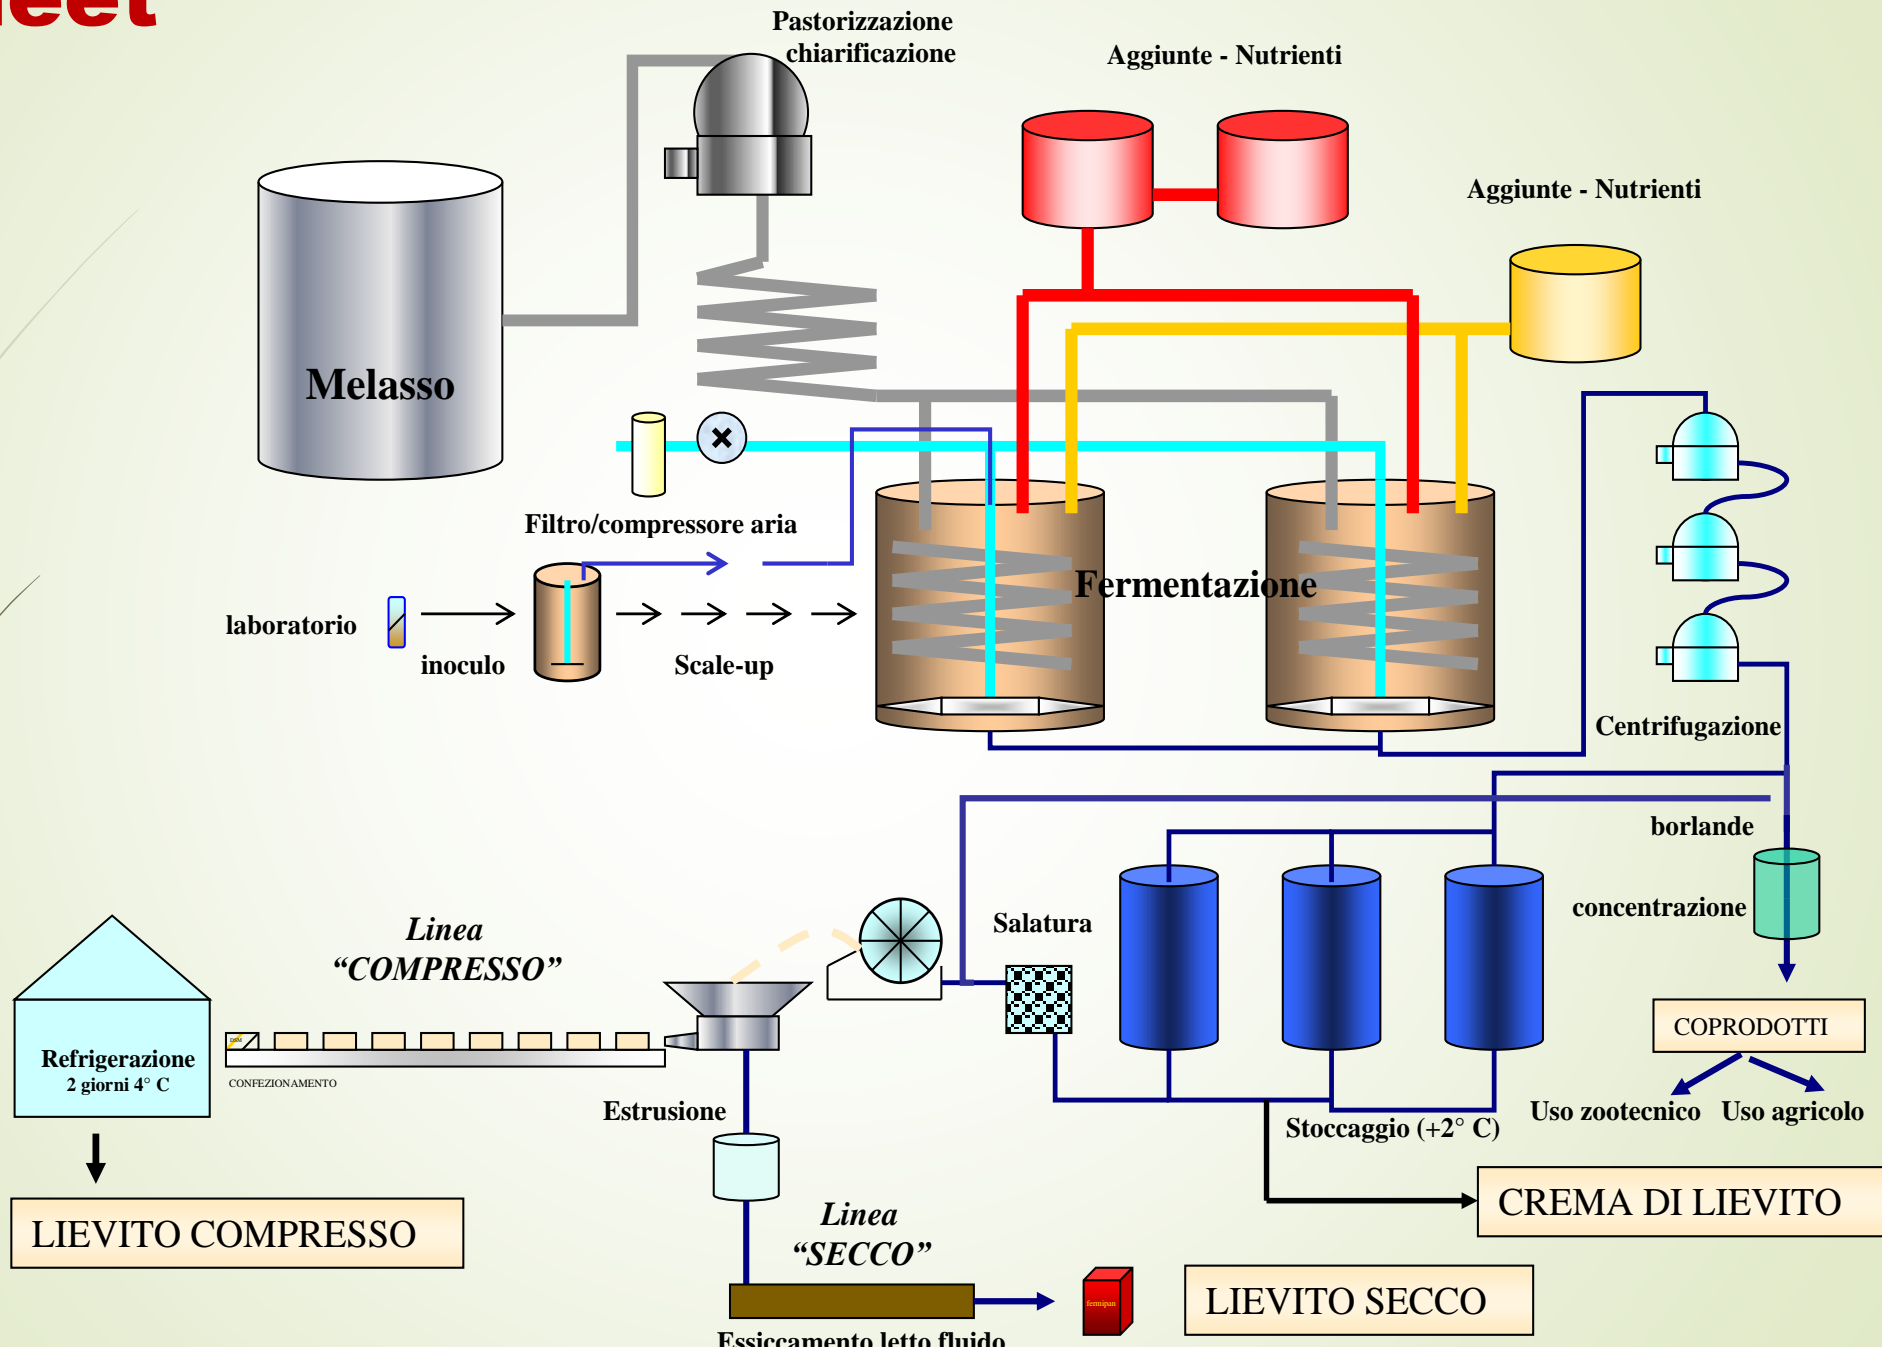 Pastorizzazione
chiarificazione
Aggiunte - Nutrienti
Aggiunte - Nutrienti
Melasso
Filtro/compressore aria
Fermentazione
laboratorio
inoculo
Scale-up
Centrifugazione
borlande
concentrazione
Salatura
Linea
“COMPRESSO”
COPRODOTTI
Refrigerazione
2 giorni 4° C
CONFEZIONAMENTO
Estrusione
Uso zootecnico
Uso agricolo
Stoccaggio (+2° C)
CREMA DI LIEVITO
LIEVITO COMPRESSO
Linea
“SECCO”
fermipan
LIEVITO SECCO
Essiccamento letto fluido